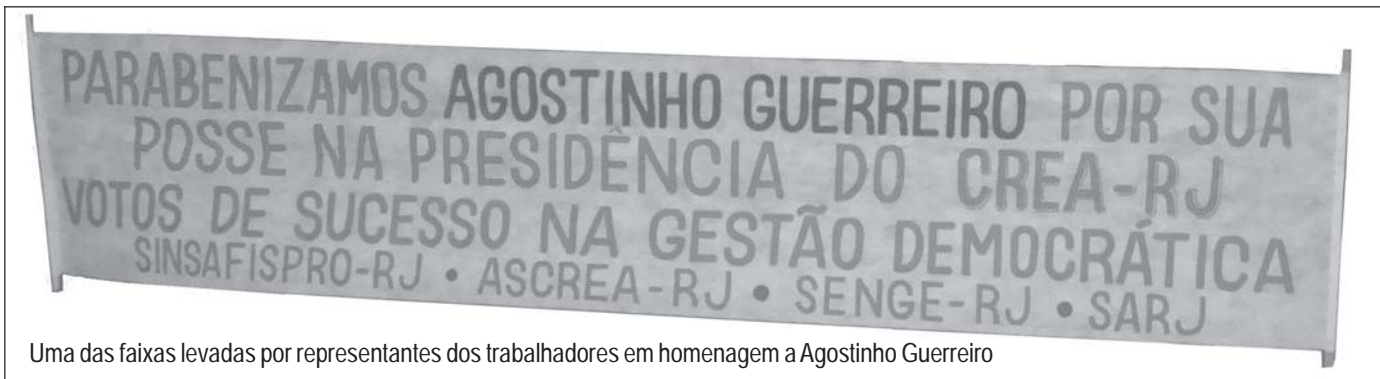 PARABENIZAMOS AGOSTINHO GUERREIRO POR SUA
POSSE NA PRESIDÊNCIA DO CREA-RJ
VOTOS DE SUCESSO NA GESTÃO DEMOCRÁTICA
SINSAFISPRO-RJ • ASCREA-RJ • SENGE-RJ • SARJ
Uma das faixas levadas por representantes dos trabalhadores em homenagem a Agostinho Guerreiro